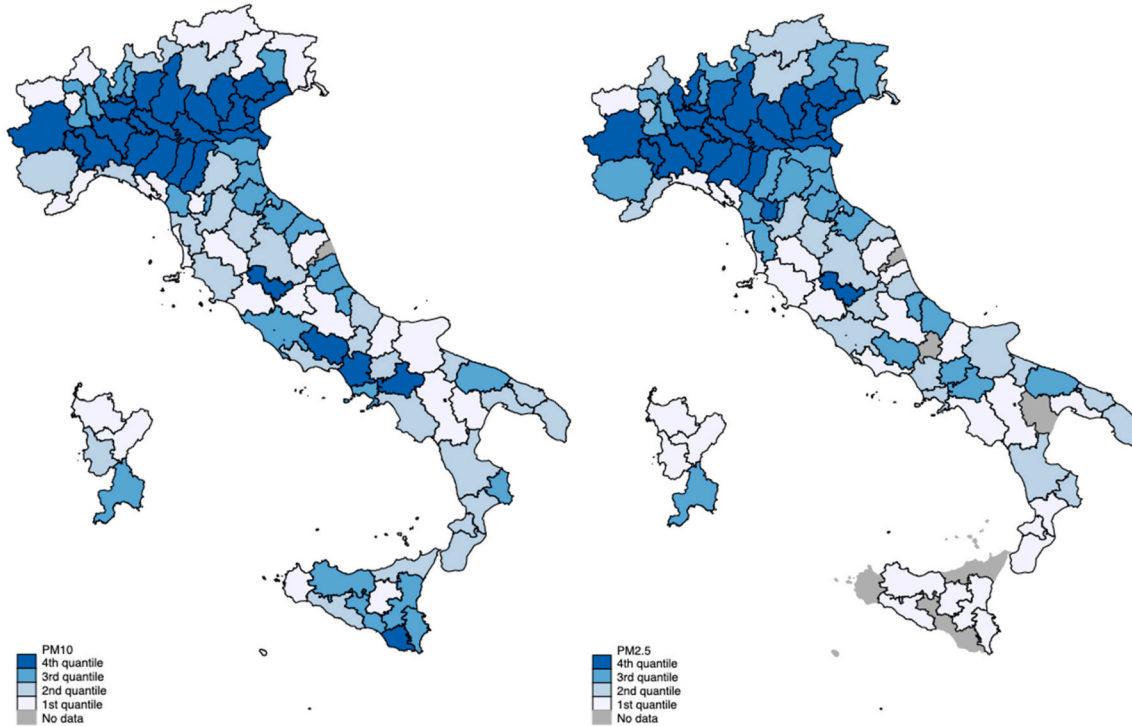 PM10
4th quantile
3rd quantile
2nd quantile
1st quantile
No data
PM2.5
4th quantile
3rd quantile
2nd quantile
1st quantile
No data